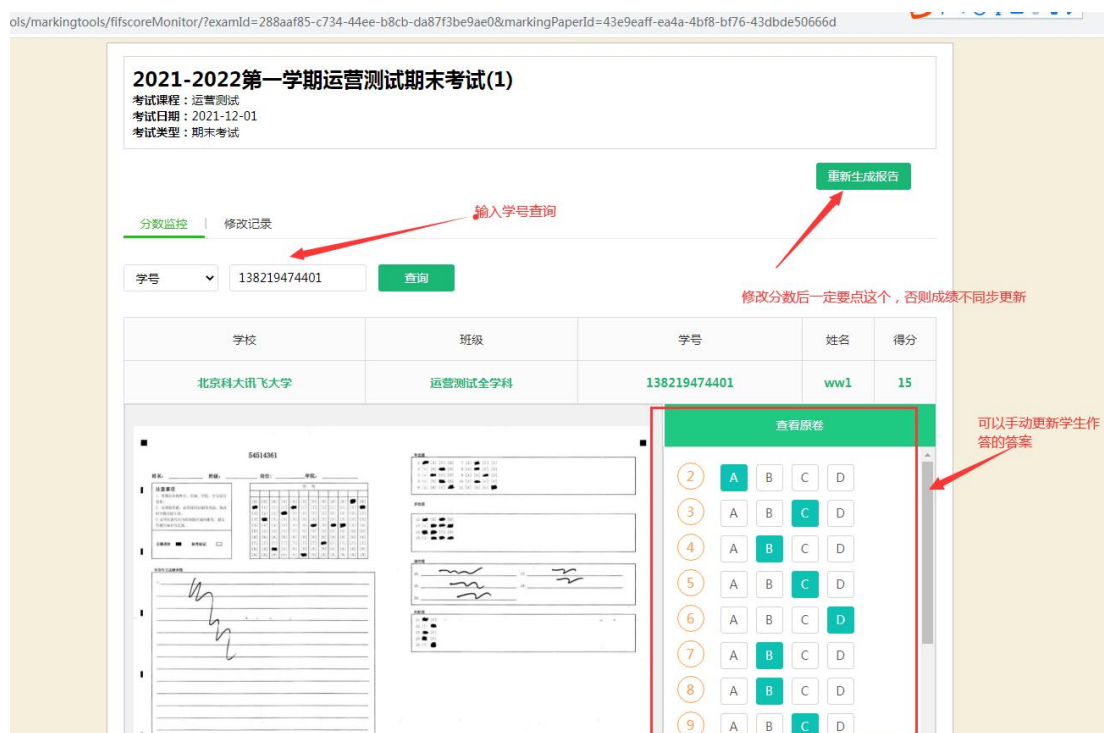 ols/markingtools/fifscoreMonitor/?examId=288aaf85-c734-44ee-b8cb-da87f3be9ae0&markingPaperId=43e9eaff-ea4a-4bf8-bf76-43dbde50666d
2021-2022第一学期运营测试期末考试(1)
考试课程：运营测试
考试日期：2021-12-01
考试类型：期末考试
重新生成报告
输入学号查询
分数监控 | 修改记录
学号 138219474401 查询
修改分数后一定要点这个，否则成绩不同步更新
学校 班级 学号 姓名 得分
北京科大讯飞大学 运营测试全学科 138219474401 ww1 15
查看原卷
可以手动更新学生作
答的答案
54514361
注意事项
2 A B C D
3 A B C D
4 A B C D
5 A B C D
6 A B C D
7 A B C D
8 A B C D
9 A B C D